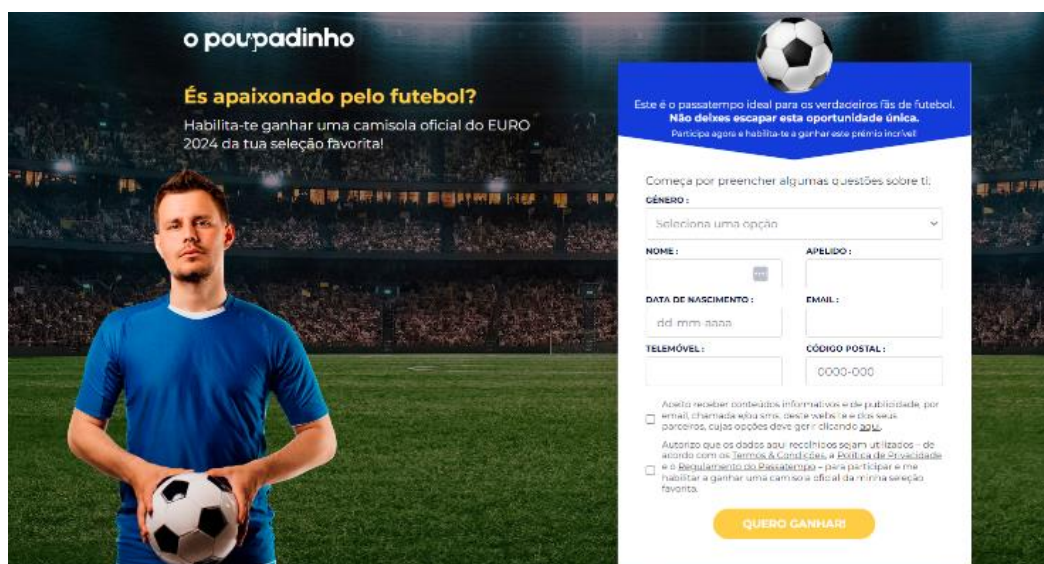 o poupadinho
És apaixonado pelo futebol?
Habilita-te ganhar uma camisola oficial do EURO
2024 da tua seleção favorita!
Este é o passatempo ideal para os verdadeiros fãs de futebol.
Não deixes escapar esta oportunidade única.
Participa agora e habilita-te a ganhar este prémio incrível!
Começa por preencher algumas questões sobre ti:
GÉNERO :
Seleciona uma opção
NOME :
APELIDO :
DATA DE NASCIMENTO :
EMAIL :
dd-mm-aaaa
TELEMÓVEL :
CÓDIGO POSTAL :
0000-000
Aceito receber conteúdos informativos e de publicidade, por
email, chamada e/ou sms, deste website e dos seus
parceiros, cujas opções deve gerir clicando aqui.
Autorizo que os dados aqui recolhidos sejam utilizados – de
acordo com os Termos & Condições, a Política de Privacidade
e o Regulamento do Passatempo – para participar e me
habilitar a ganhar uma camisola oficial da minha seleção
favorita.
QUERO GANHAR!